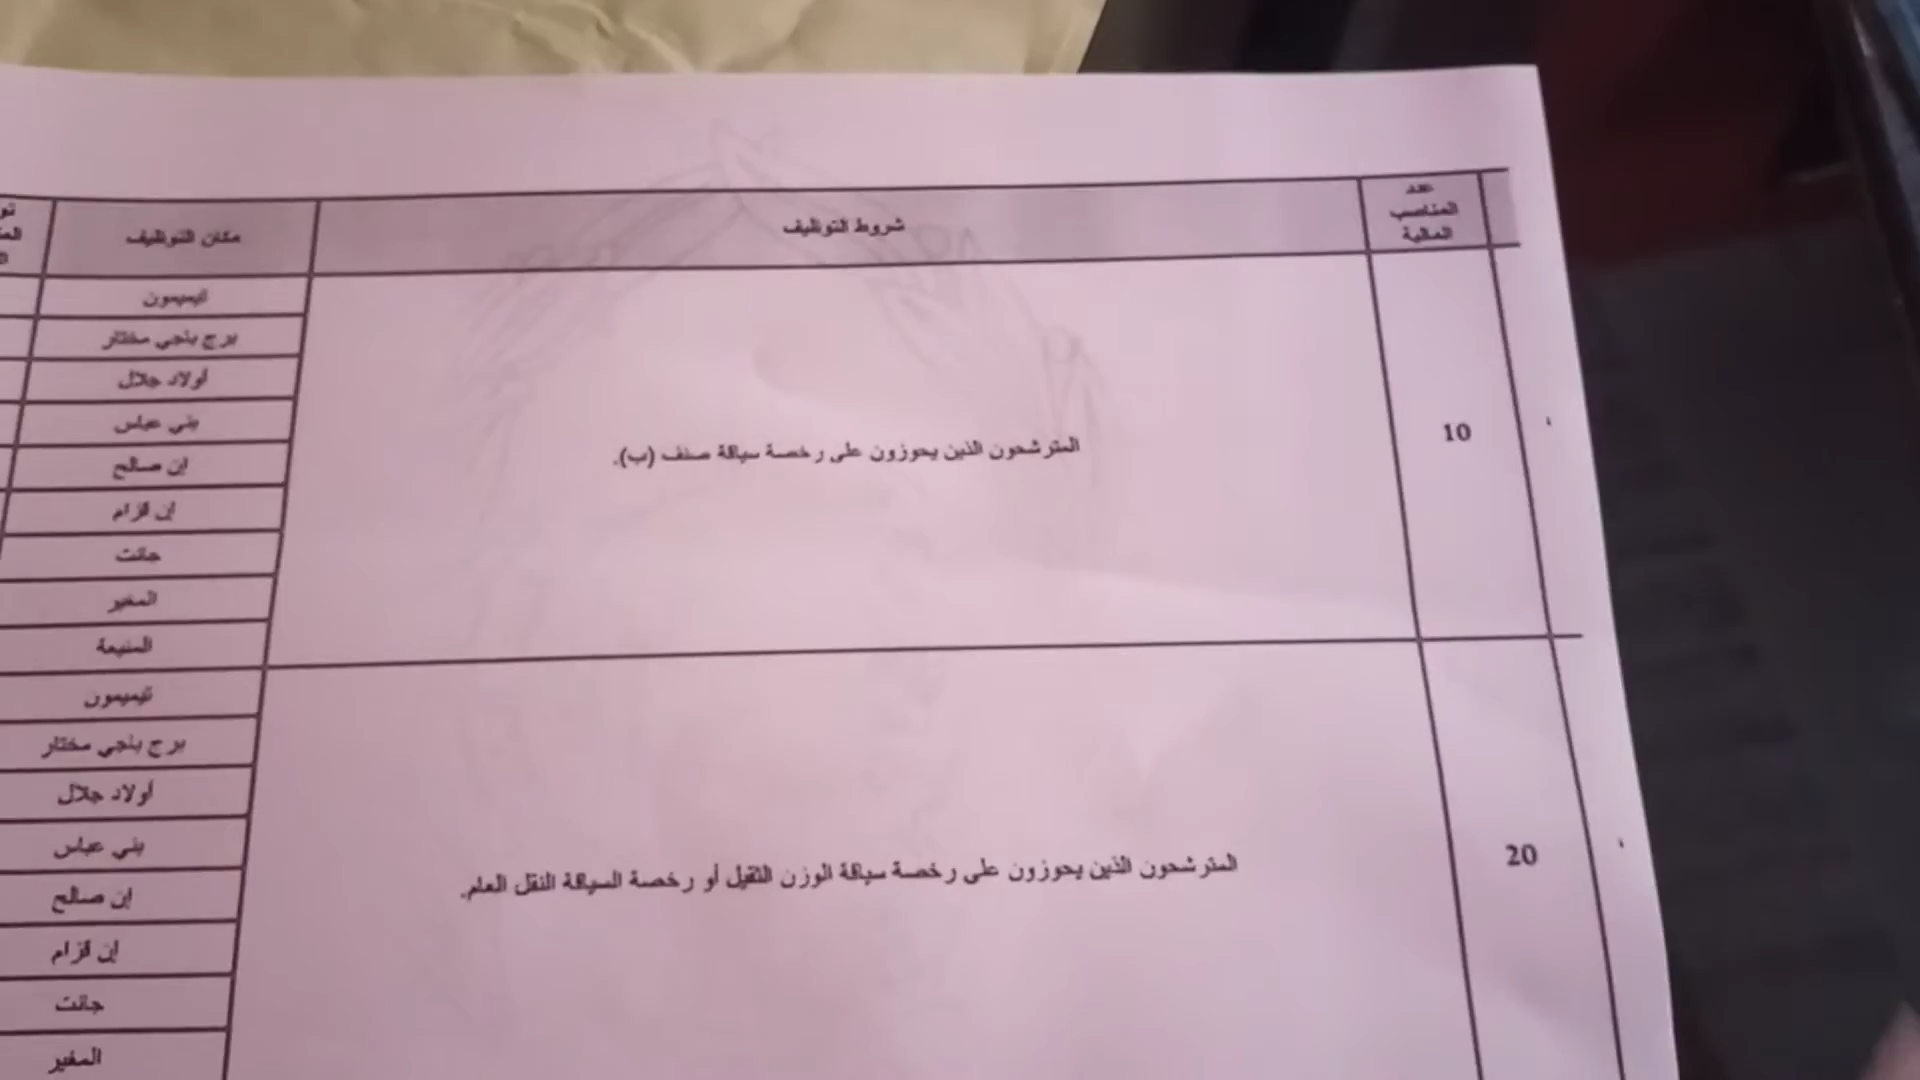 عدد
المناصب
المالية
شروط التوظيف
مكان التوظيف
10
المترشحون الذين يحوزون على رخصة سياقة صنف (ب).
تيميمون
برج بلجي مختار
أولاد جلال
بني عباس
إن صالح
إن قزام
جانت
المغير
المنيعة
20
المترشحون الذين يحوزون على رخصة سياقة الوزن الثقيل أو رخصة السياقة النقل العام.
تيميمون
برج بلجي مختار
أولاد جلال
بني عباس
إن صالح
إن قزام
جانت
المغير